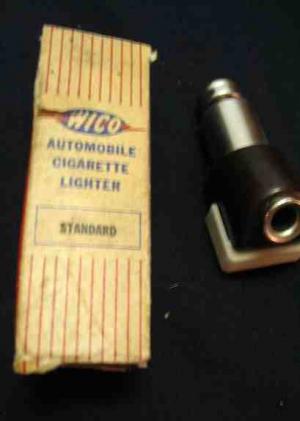 WICO
AUTOMOBILE
CIGARETTE
LIGHTER
STANDARD